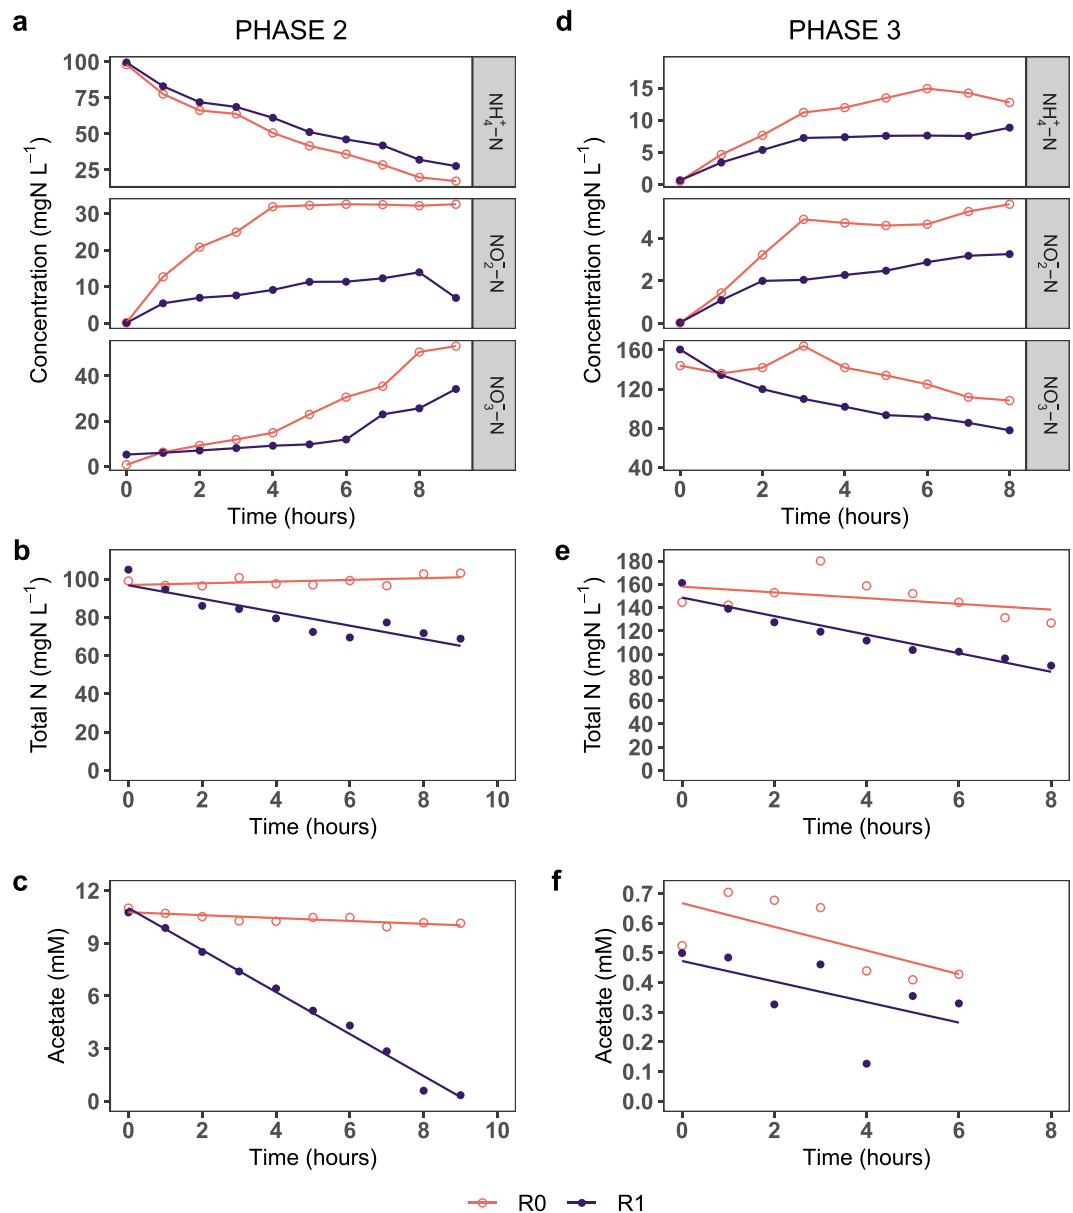 a
PHASE 2
Concentration (mgN L⁻¹)
100
75
50
25
NH₄⁺–N
30
20
10
0
NO₂⁻–N
40
20
0
NO₃⁻–N
0 2 4 6 8
Time (hours)
b
Total N (mgN L⁻¹)
100
80
60
40
20
0
0 2 4 6 8 10
Time (hours)
c
Acetate (mM)
12
9
6
3
0
0 2 4 6 8 10
Time (hours)
d
PHASE 3
Concentration (mgN L⁻¹)
15
10
5
0
NH₄⁺–N
4
2
0
NO₂⁻–N
160
120
80
40
NO₃⁻–N
0 2 4 6 8
Time (hours)
e
Total N (mgN L⁻¹)
180
160
140
120
100
80
60
40
20
0
0 2 4 6 8
Time (hours)
f
Acetate (mM)
0.7
0.6
0.5
0.4
0.3
0.2
0.1
0.0
0 2 4 6 8
Time (hours)
R0 R1